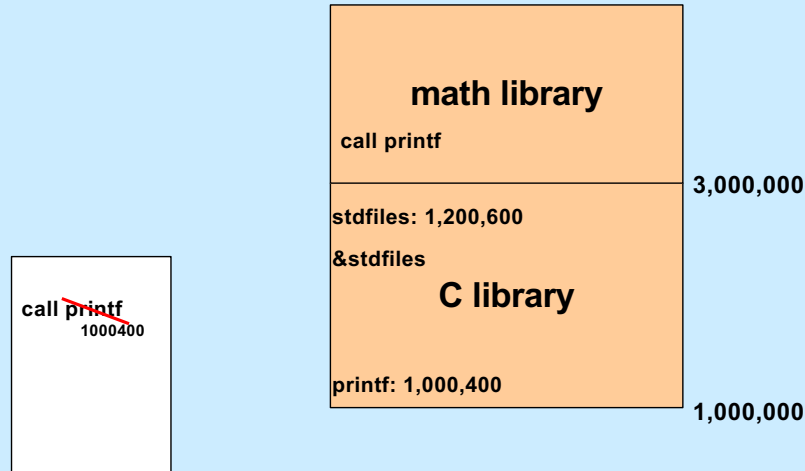 math library
call printf
3,000,000
stdfiles: 1,200,600
&stdfiles
C library
call printf
1000400
printf: 1,000,400
1,000,000